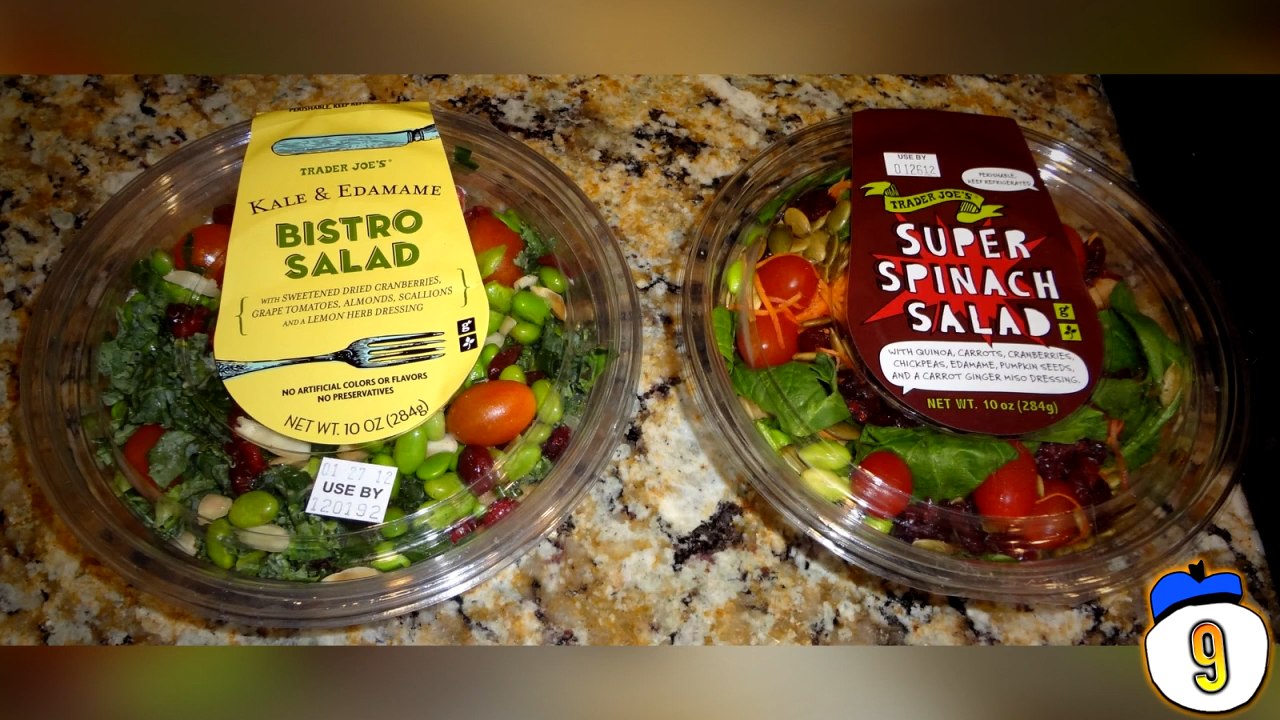 PERISHABLE, KEEP
TRADER JOE'S
KALE & EDAMAME
BISTRO
SALAD
WITH SWEETENED DRIED CRANBERRIES,
GRAPE TOMATOES, ALMONDS, SCALLIONS
AND A LEMON HERB DRESSING
NO ARTIFICIAL COLORS OR FLAVORS
NO PRESERVATIVES
NET WT. 10 OZ (284g)
01 27 12
USE BY
120192
USE BY
012612
PERISHABLE,
KEEP REFRIGERATED
TRADER JOE'S
SUPER
SPINACH
SALAD
g
WITH QUINOA, CARROTS, CRANBERRIES,
CHICKPEAS, EDAMAME, PUMPKIN SEEDS,
AND A CARROT GINGER MISO DRESSING.
NET WT. 10 oz (284g)
9